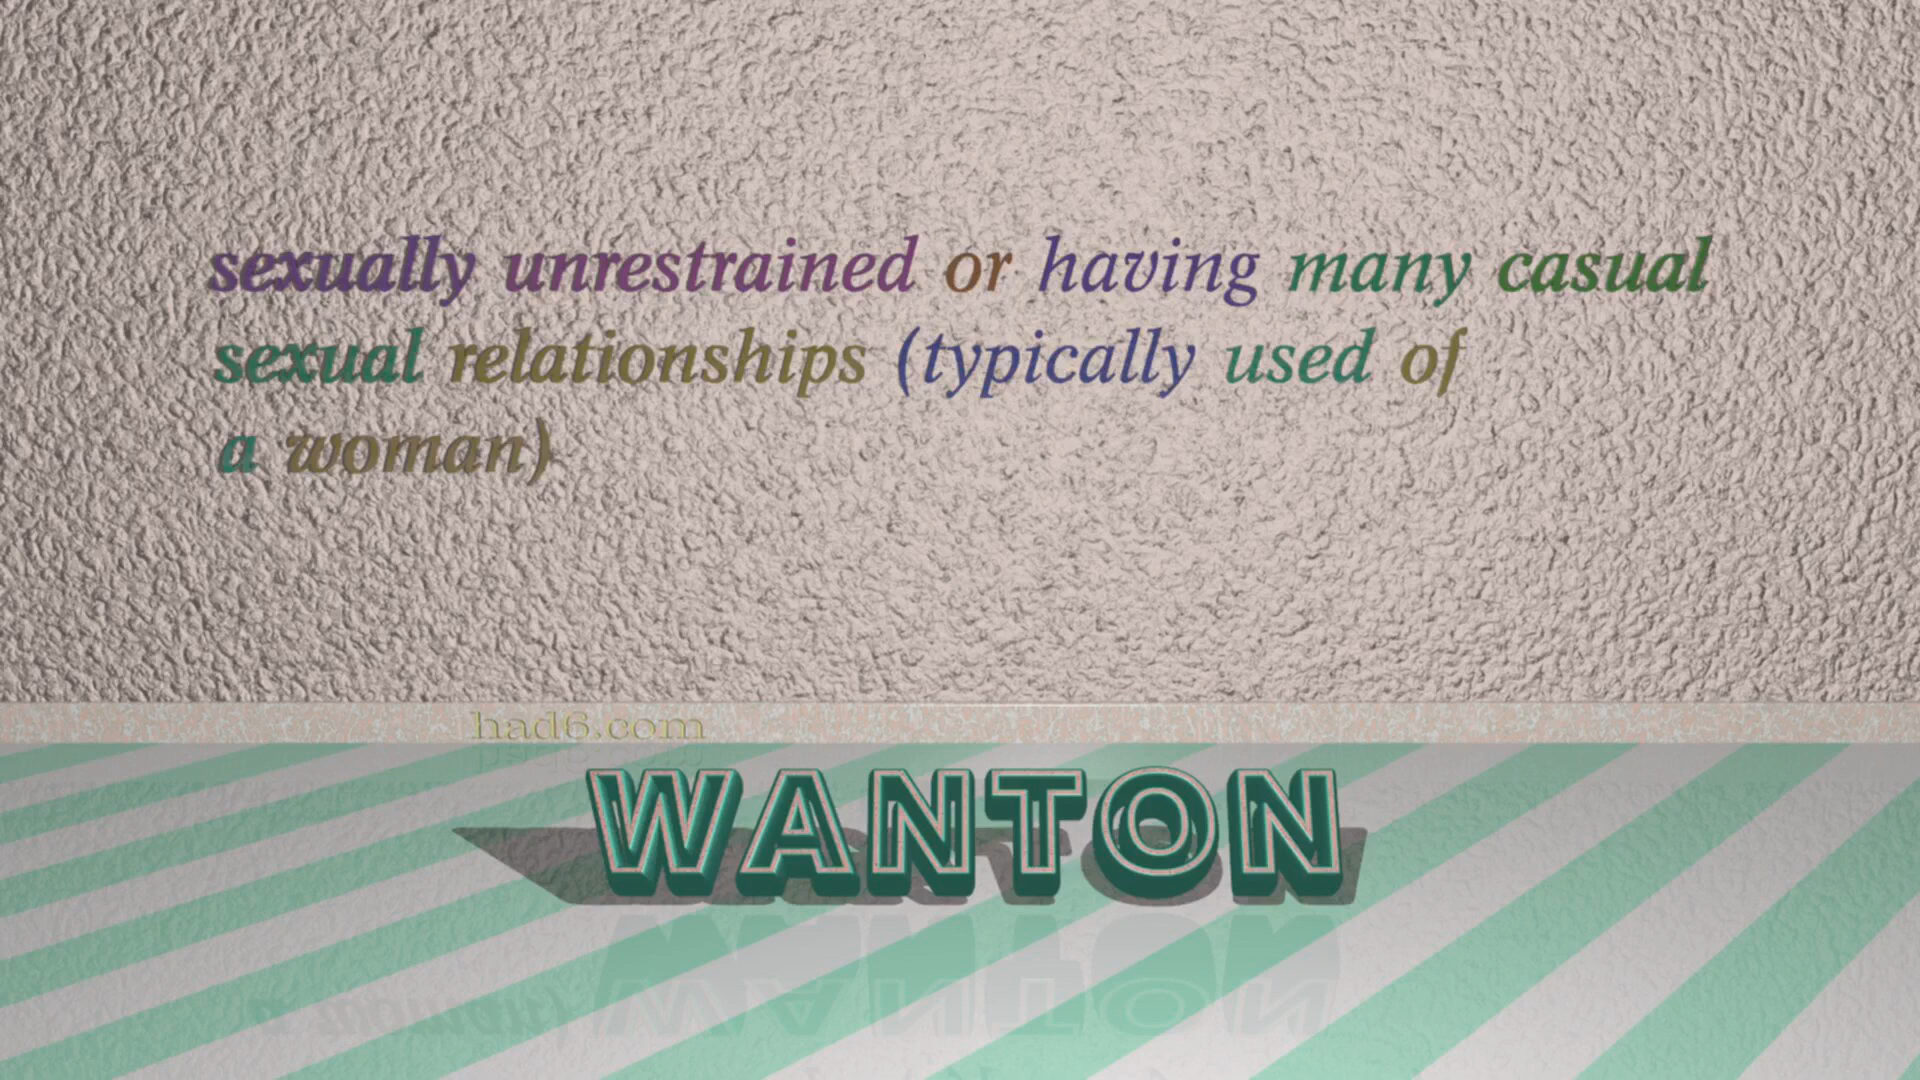 sexually unrestrained or having many casual
sexual relationships (typically used of
a woman)
had6.com
WANTON